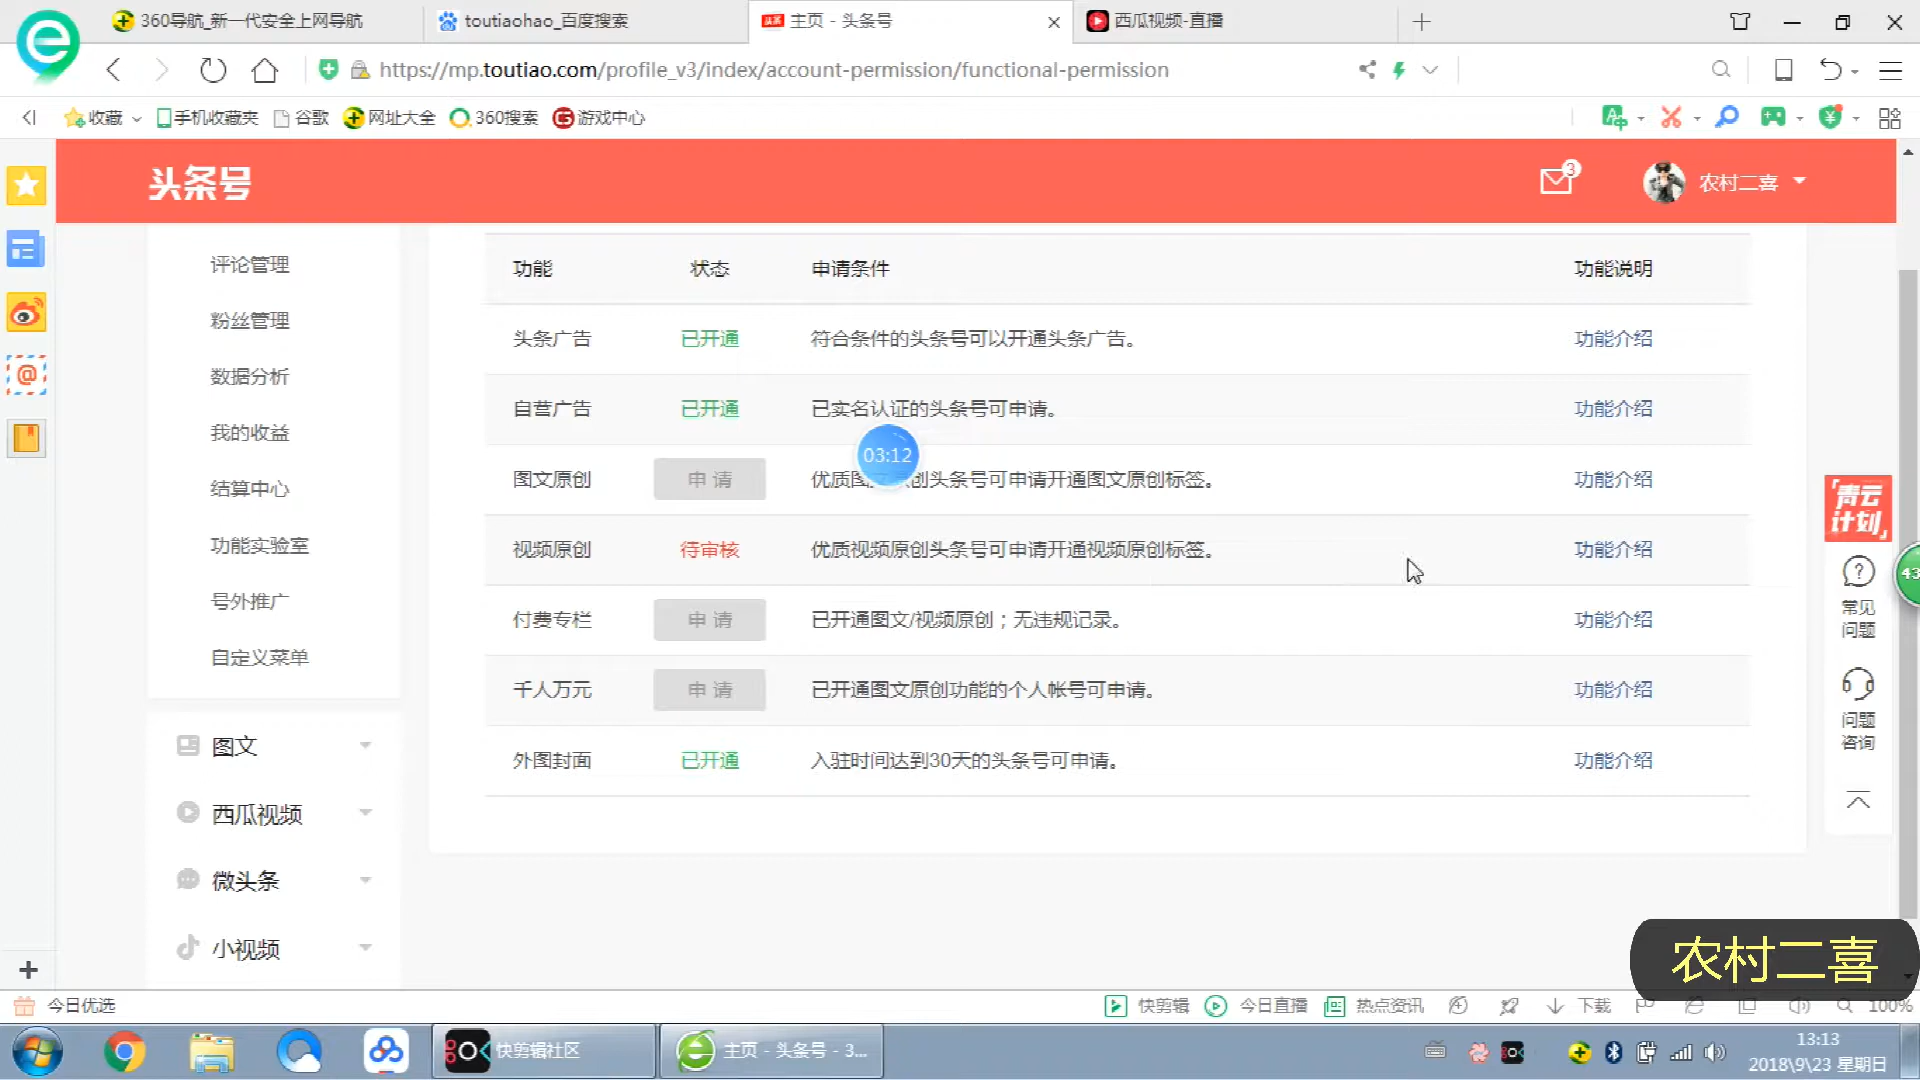 360导航_新一代安全上网导航
toutiaohao_百度搜索
主页 - 头条号
西瓜视频-直播
https://mp.toutiao.com/profile_v3/index/account-permission/functional-permission
收藏
手机收藏夹
谷歌
网址大全
360搜索
游戏中心
头条号
3
农村二喜
评论管理
粉丝管理
数据分析
我的收益
结算中心
功能实验室
号外推广
自定义菜单
图文
西瓜视频
微头条
小视频
功能 状态 申请条件 功能说明
头条广告 已开通 符合条件的头条号可以开通头条广告。 功能介绍
自营广告 已开通 已实名认证的头条号可申请。 功能介绍
03:12
图文原创 申请 优质图 创头条号可申请开通图文原创标签。 功能介绍
视频原创 待审核 优质视频原创头条号可申请开通视频原创标签。 功能介绍
付费专栏 申请 已开通图文/视频原创；无违规记录。 功能介绍
千人万元 申请 已开通图文原创功能的个人帐号可申请。 功能介绍
外图封面 已开通 入驻时间达到30天的头条号可申请。 功能介绍
「青云
计划」
常见
问题
43
问题
咨询
农村二喜
今日优选
快剪辑
今日直播
热点资讯
下载
100%
快剪辑社区
主页 - 头条号 - 3...
13:13
2018\9\23 星期日